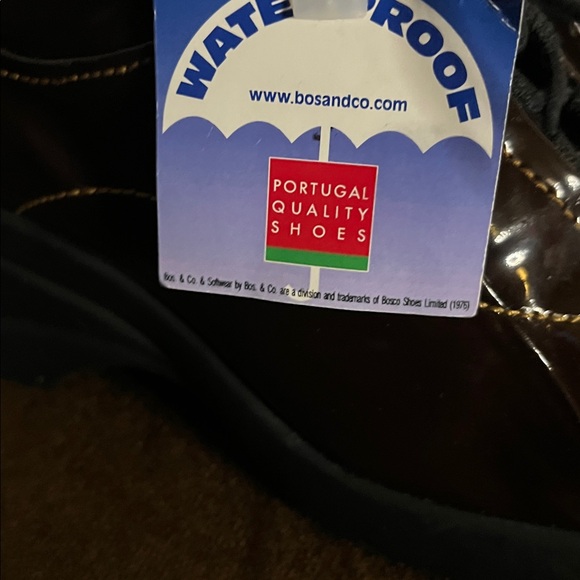 WATERPROOF
www.bosandco.com
PORTUGAL
QUALITY
SHOES
Bos. & Co. & Softwear by Bos. & Co. are a division and trademarks of Bosco Shoes Limited (1975)